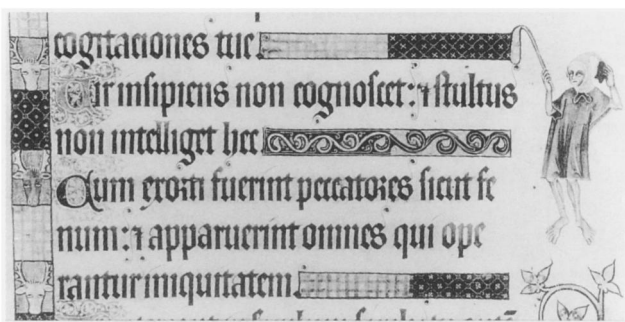 cogitaciones tue.
Vir insipiens non cognoscet: ⁊ stultus
non intelliget hec
Cum exorti fuerint peccatores sicut fe
num: ⁊ apparuerint omnes qui ope
rantur iniquitatem.